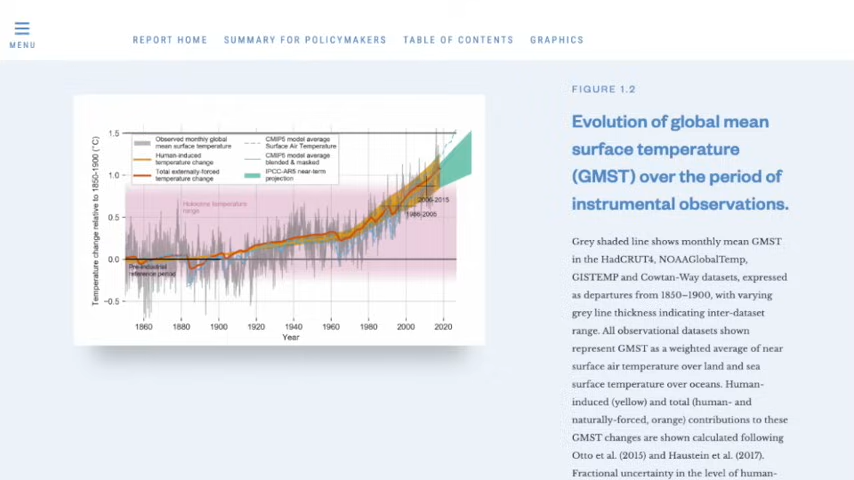 MENU
REPORT HOME
SUMMARY FOR POLICYMAKERS
TABLE OF CONTENTS
GRAPHICS
1.5
1.0
0.5
0.0
−0.5
Temperature change relative to 1850-1900 (°C)
Observed monthly global
mean surface temperature
Human-induced
temperature change
Total externally-forced
temperature change
CMIP5 model average
Surface Air Temperature
CMIP5 model average
blended & masked
IPCC-AR5 near-term
projection
Holocene temperature
range
2006-2015
1986-2005
Pre-industrial
reference period
1860
1880
1900
1920
1940
1960
1980
2000
2020
Year
FIGURE 1.2
Evolution of global mean
surface temperature
(GMST) over the period of
instrumental observations.
Grey shaded line shows monthly mean GMST
in the HadCRUT4, NOAAGlobalTemp,
GISTEMP and Cowtan-Way datasets, expressed
as departures from 1850–1900, with varying
grey line thickness indicating inter-dataset
range. All observational datasets shown
represent GMST as a weighted average of near
surface air temperature over land and sea
surface temperature over oceans. Human-
induced (yellow) and total (human- and
naturally-forced, orange) contributions to these
GMST changes are shown calculated following
Otto et al. (2015) and Haustein et al. (2017).
Fractional uncertainty in the level of human-